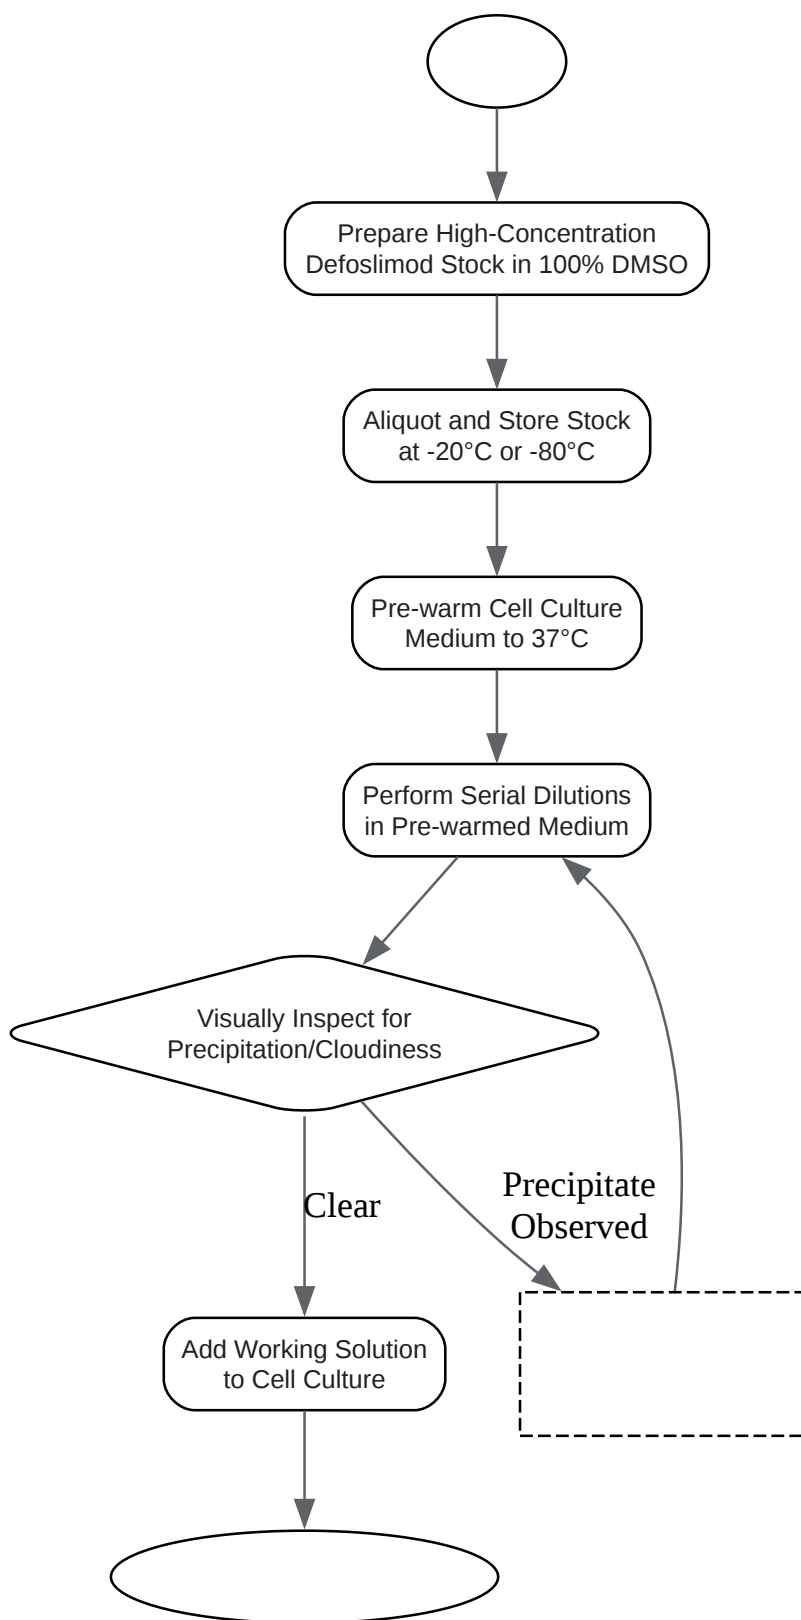 Prepare High-Concentration
Defoslimod Stock in 100% DMSO
Aliquot and Store Stock
at -20°C or -80°C
Pre-warm Cell Culture
Medium to 37°C
Perform Serial Dilutions
in Pre-warmed Medium
Visually Inspect for
Precipitation/Cloudiness
Clear
Precipitate
Observed
Add Working Solution
to Cell Culture